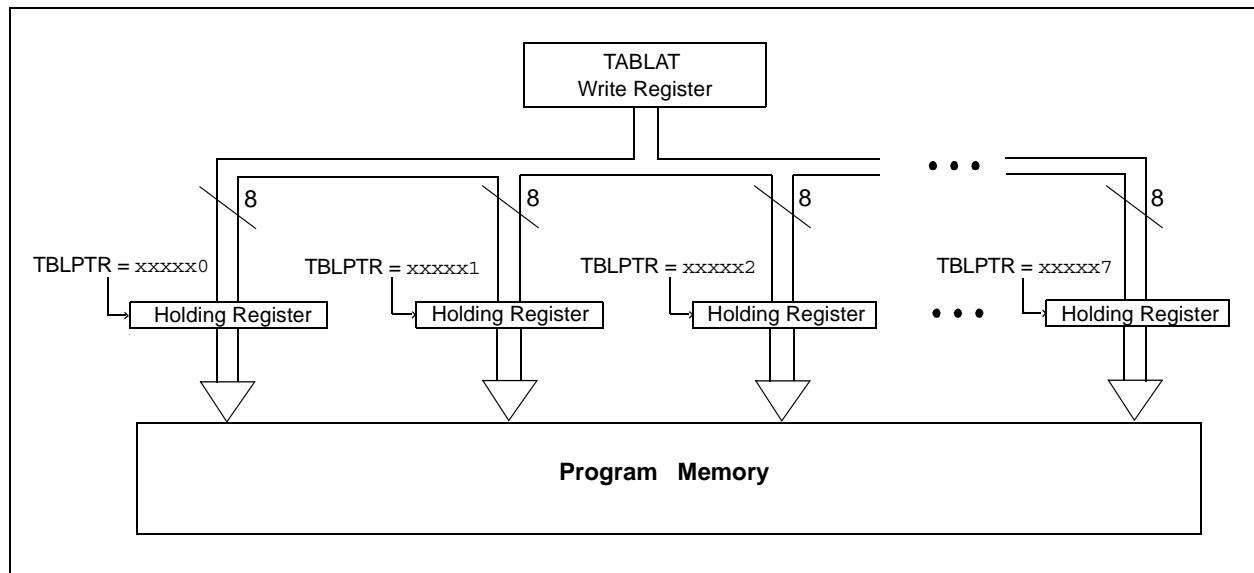 TABLAT
Write Register
8
8
8
8
TBLPTR = xxxxx0
TBLPTR = xxxxx1
TBLPTR = xxxxx2
TBLPTR = xxxxx7
Holding Register
Holding Register
Holding Register
Holding Register
Program Memory